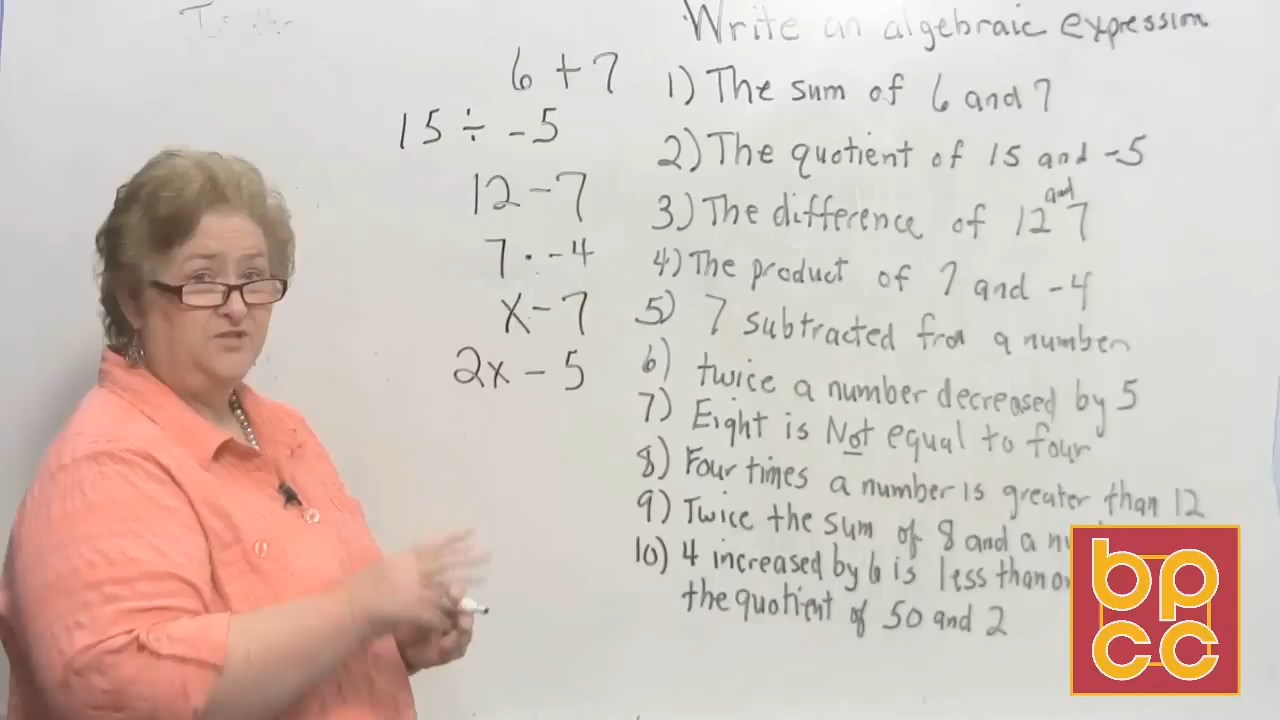 Write an algebraic expression
6 + 7
1) The sum of 6 and 7
15 ÷ -5
2) The quotient of 15 and -5
12 - 7
3) The difference of 12 and 7
7 · -4
4) The product of 7 and -4
x - 7
5) 7 subtracted from a number
2x - 5
6) twice a number decreased by 5
7) Eight is Not equal to four
8) Four times a number is greater than 12
9) Twice the sum of 8 and a
10) 4 increased by 6 is less than
the quotient of 50 and 2
bp
cc